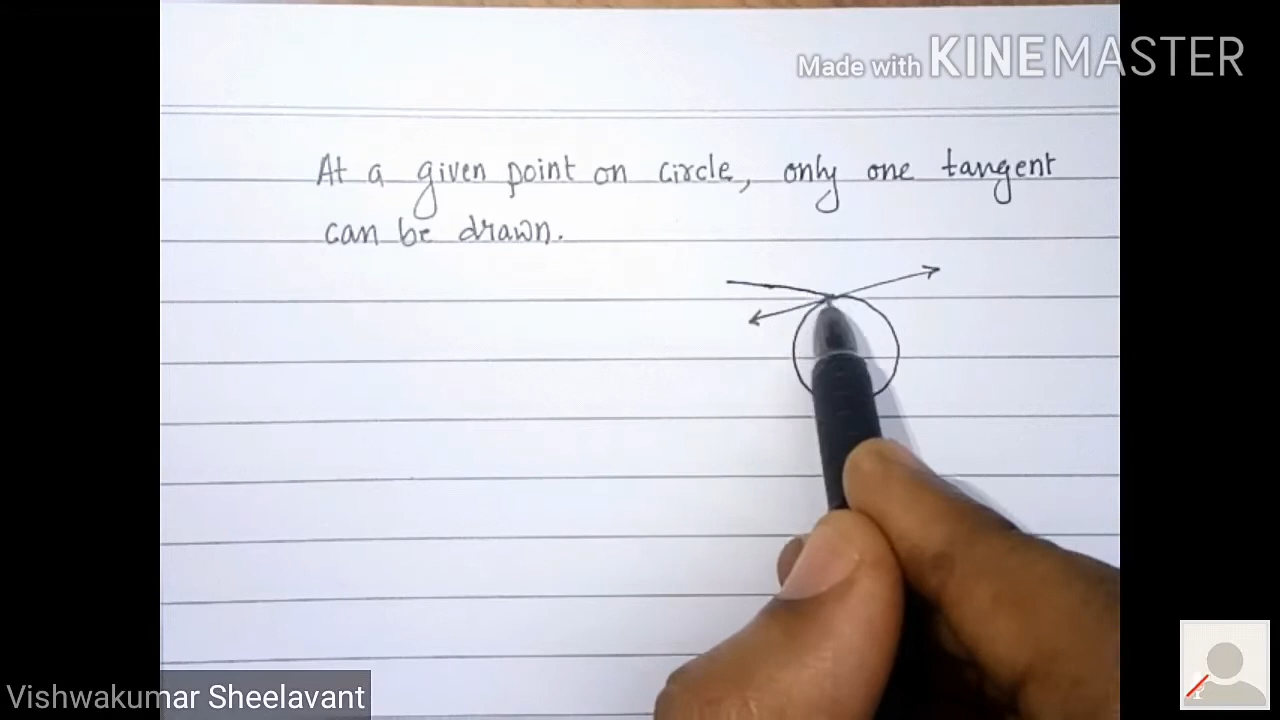 Made with KINEMASTER
At a given point on circle, only one tangent
can be drawn.
Vishwakumar Sheelavant